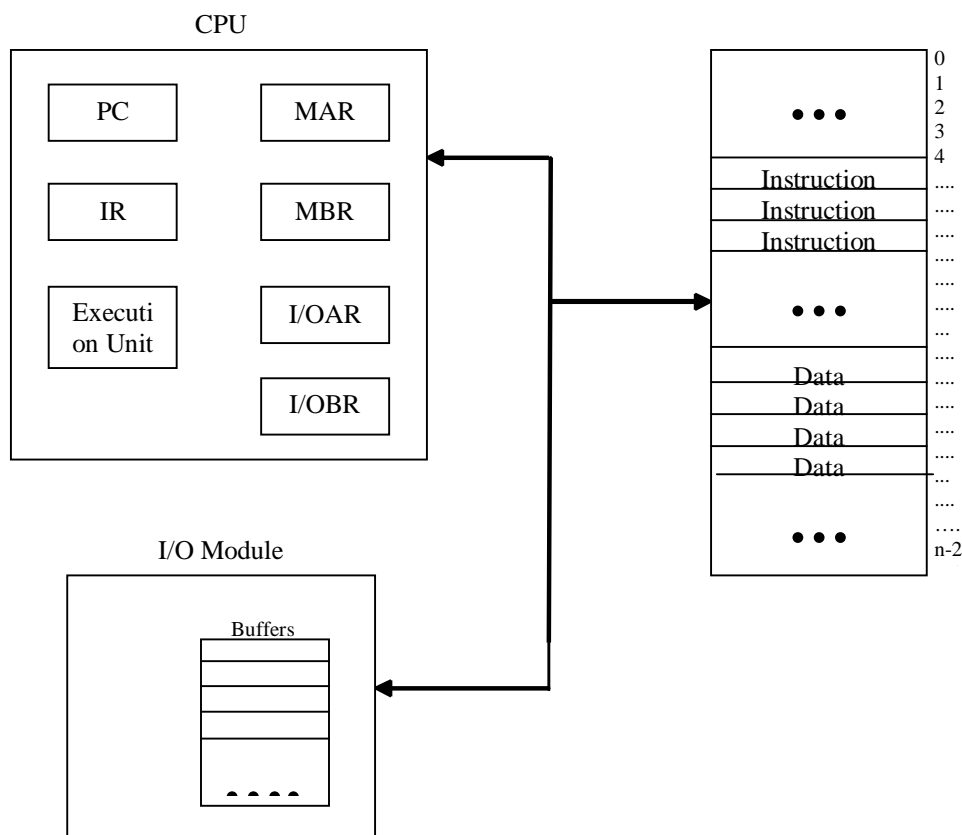 CPU
PC
MAR
IR
MBR
Executi
on Unit
I/OAR
I/OBR
0
1
2
3
4
....
....
....
....
....
....
...
....
....
....
....
....
...
....
....
n-2
Instruction
Instruction
Instruction
Data
Data
Data
Data
I/O Module
Buffers